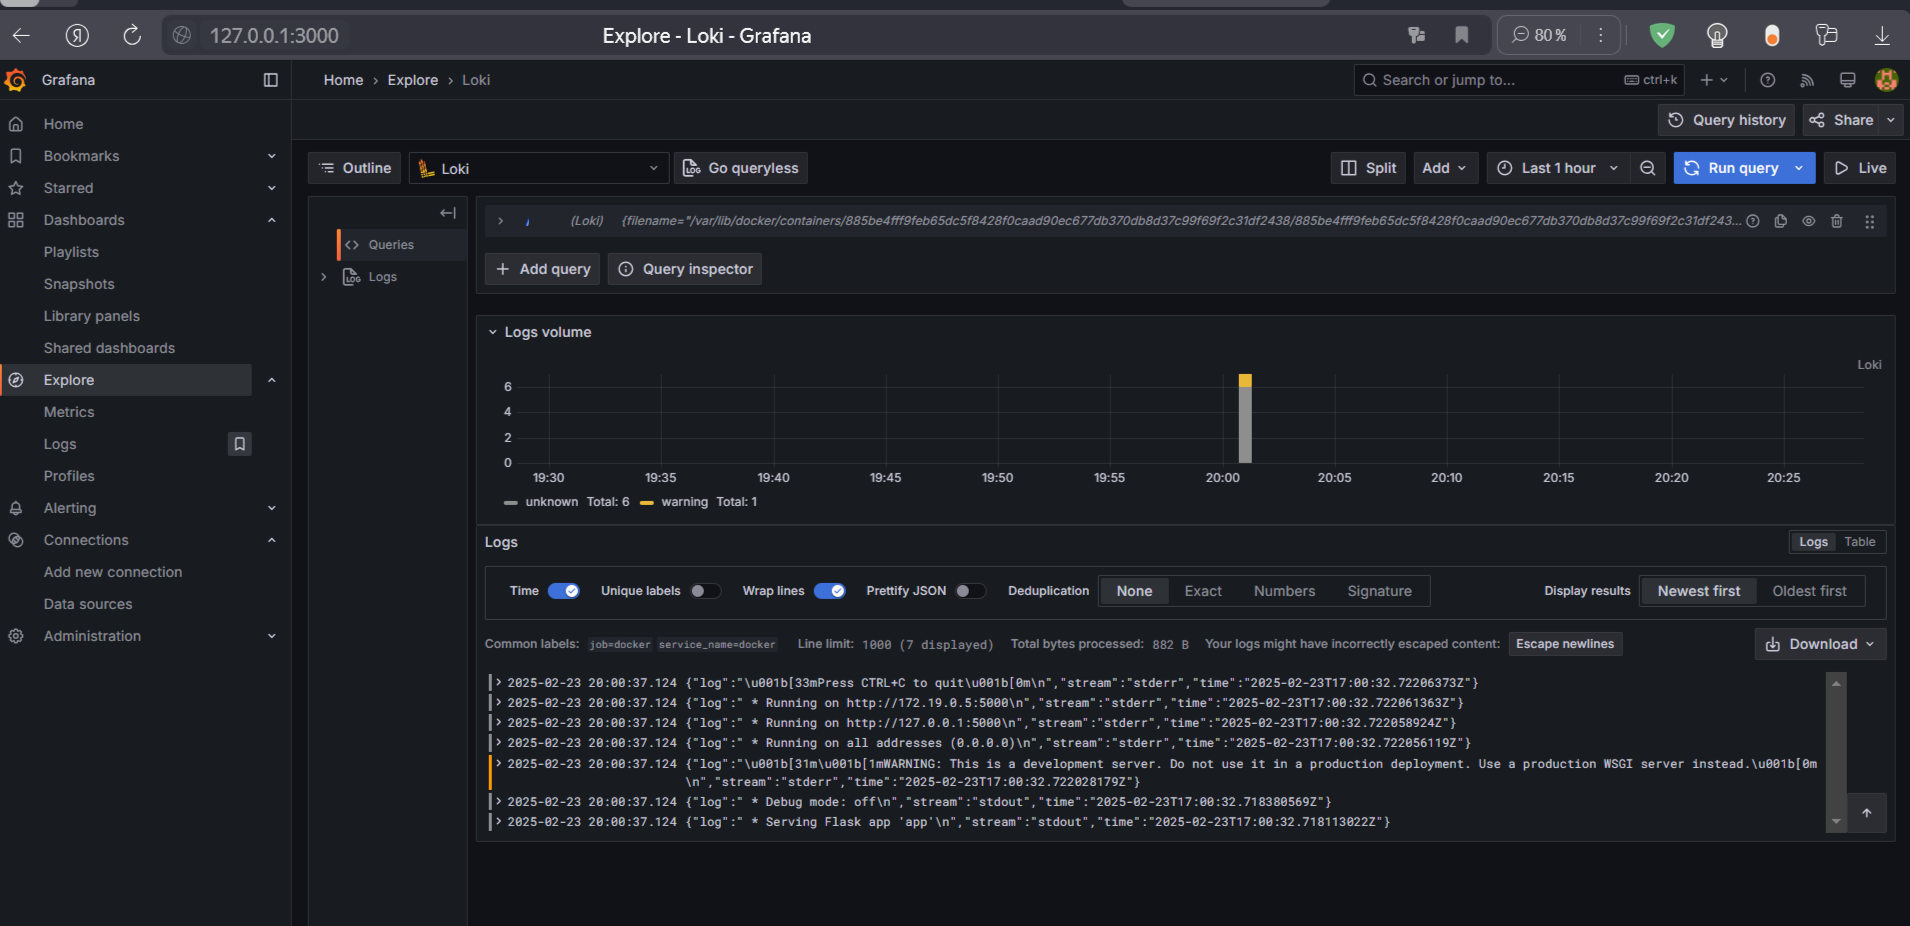 Я
127.0.0.1:3000
Explore - Loki - Grafana
80 %
Grafana
Home › Explore › Loki
Search or jump to...
ctrl+k
Query history
Share
Home
Bookmarks
Starred
Dashboards
Playlists
Snapshots
Library panels
Shared dashboards
Explore
Metrics
Logs
Profiles
Alerting
Connections
Add new connection
Data sources
Administration
Outline
Loki
LOG Go queryless
Split
Add
Last 1 hour
Run query
Live
Queries
LOG Logs
(Loki) {filename="/var/lib/docker/containers/885be4fff9feb65dc5f8428f0caad90ec677db370db8d37c99f69f2c31df2438/885be4fff9feb65dc5f8428f0caad90ec677db370db8d37c99f69f2c31df243...
+ Add query
Query inspector
Logs volume
Loki
6
4
2
0
19:30 19:35 19:40 19:45 19:50 19:55 20:00 20:05 20:10 20:15 20:20 20:25
unknown Total: 6 warning Total: 1
Logs
Logs Table
Time Unique labels Wrap lines Prettify JSON Deduplication None Exact Numbers Signature Display results Newest first Oldest first
Common labels: job=docker service_name=docker Line limit: 1000 (7 displayed) Total bytes processed: 882 B Your logs might have incorrectly escaped content: Escape newlines
Download
2025-02-23 20:00:37.124 {"log":"\u001b[33mPress CTRL+C to quit\u001b[0m\n","stream":"stderr","time":"2025-02-23T17:00:32.72206373Z"}
2025-02-23 20:00:37.124 {"log":" * Running on http://172.19.0.5:5000\n","stream":"stderr","time":"2025-02-23T17:00:32.722061363Z"}
2025-02-23 20:00:37.124 {"log":" * Running on http://127.0.0.1:5000\n","stream":"stderr","time":"2025-02-23T17:00:32.722058924Z"}
2025-02-23 20:00:37.124 {"log":" * Running on all addresses (0.0.0.0)\n","stream":"stderr","time":"2025-02-23T17:00:32.722056119Z"}
2025-02-23 20:00:37.124 {"log":"\u001b[31m\u001b[1mWARNING: This is a development server. Do not use it in a production deployment. Use a production WSGI server instead.\u001b[0m
\n","stream":"stderr","time":"2025-02-23T17:00:32.722028179Z"}
2025-02-23 20:00:37.124 {"log":" * Debug mode: off\n","stream":"stdout","time":"2025-02-23T17:00:32.718380569Z"}
2025-02-23 20:00:37.124 {"log":" * Serving Flask app 'app'\n","stream":"stdout","time":"2025-02-23T17:00:32.718113022Z"}